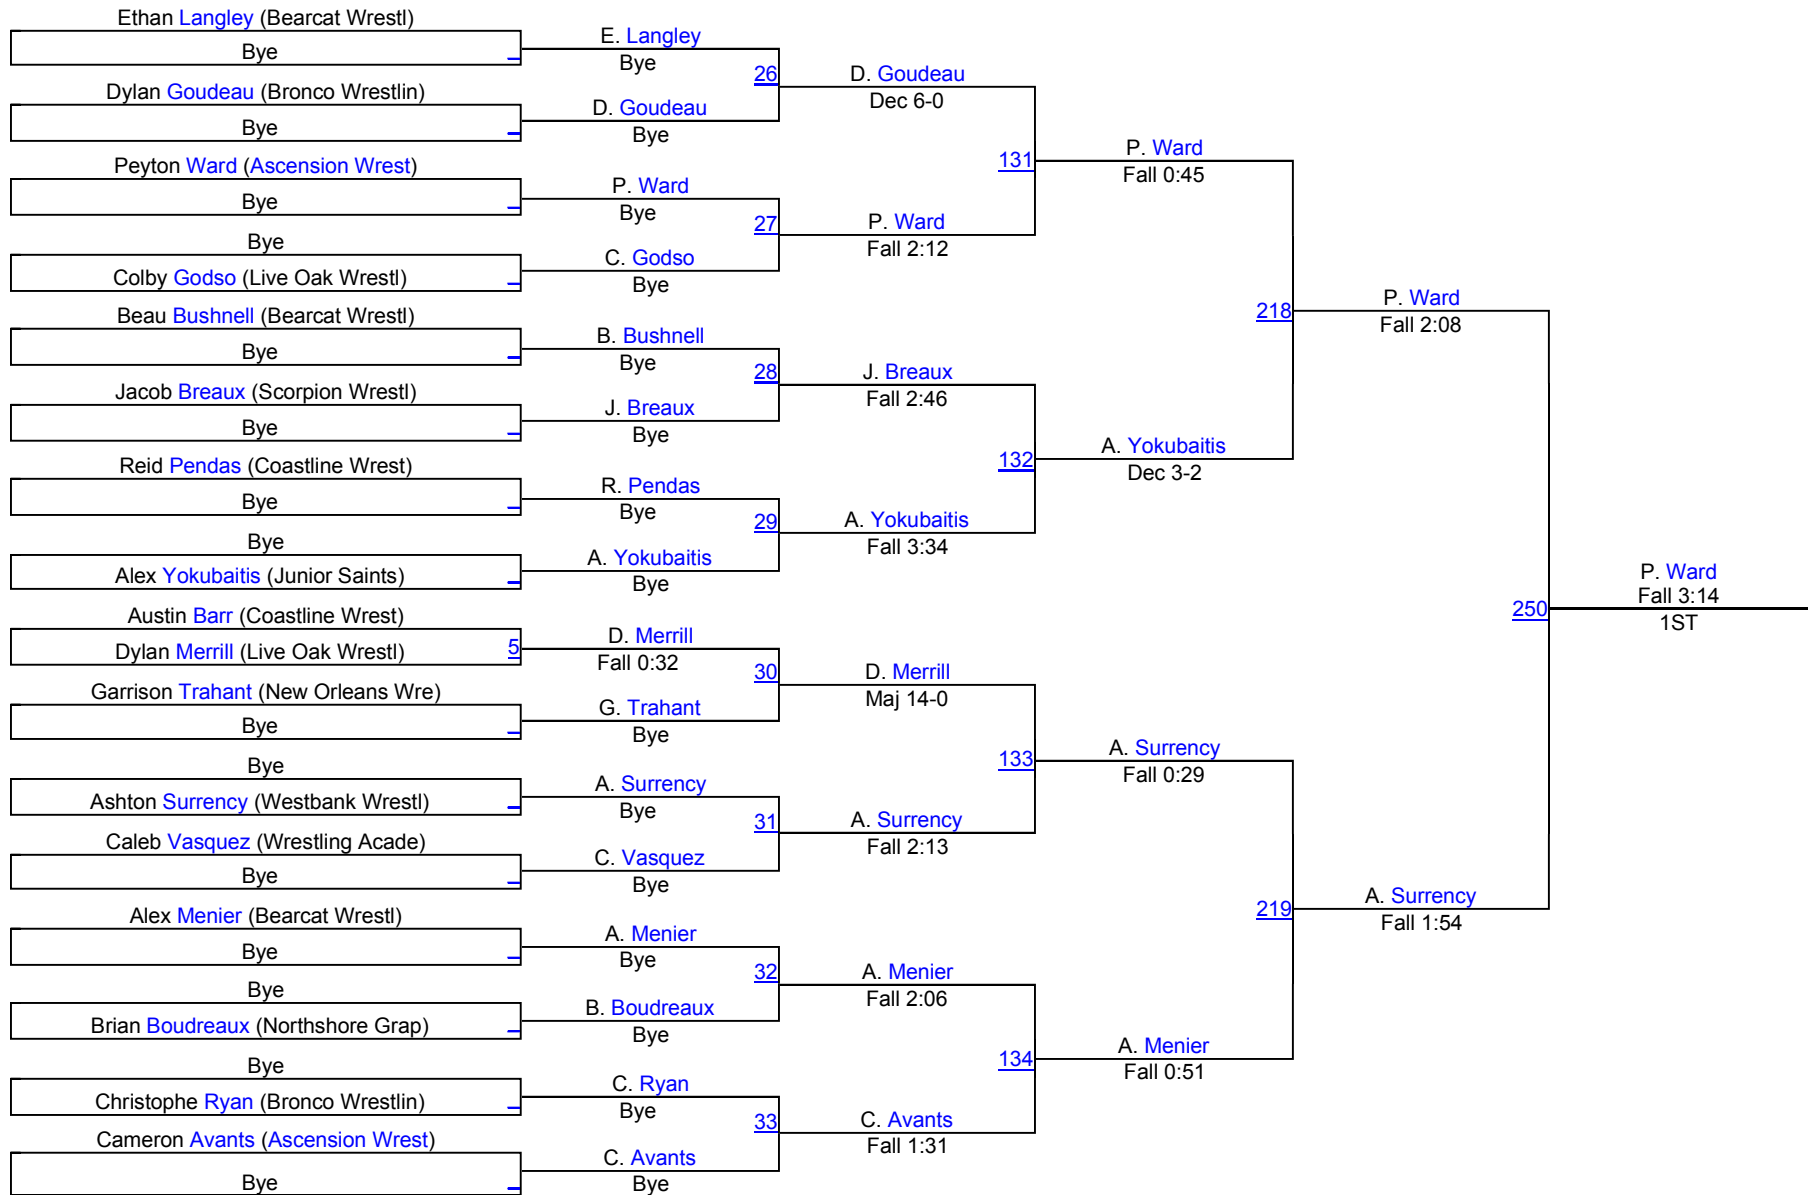 Ethan Langley (Bearcat Wrestl)
Bye
Dylan Goudeau (Bronco Wrestlin)
Bye
Peyton Ward (Ascension Wrest)
Bye
Bye
Colby Godso (Live Oak Wrestl)
Beau Bushnell (Bearcat Wrestl)
Bye
Jacob Breaux (Scorpion Wrestl)
Bye
Reid Pendas (Coastline Wrest)
Bye
Bye
Alex Yokubaitis (Junior Saints)
Austin Barr (Coastline Wrest)
Dylan Merrill (Live Oak Wrestl)
5
Garrison Trahant (New Orleans Wre)
Bye
Bye
Ashton Surrency (Westbank Wrestl)
Caleb Vasquez (Wrestling Acade)
Bye
Alex Menier (Bearcat Wrestl)
Bye
Bye
Brian Boudreaux (Northshore Grap)
Bye
Christophe Ryan (Bronco Wrestlin)
Cameron Avants (Ascension Wrest)
Bye
E. Langley
Bye
26
D. Goudeau
Bye
P. Ward
Bye
27
C. Godso
Bye
B. Bushnell
Bye
28
J. Breaux
Bye
R. Pendas
Bye
29
A. Yokubaitis
Bye
D. Merrill
Fall 0:32
30
G. Trahant
Bye
A. Surrency
Bye
31
C. Vasquez
Bye
A. Menier
Bye
32
B. Boudreaux
Bye
C. Ryan
Bye
33
C. Avants
Bye
D. Goudeau
Dec 6-0
131
P. Ward
Fall 2:12
J. Breaux
Fall 2:46
132
A. Yokubaitis
Fall 3:34
D. Merrill
Maj 14-0
133
A. Surrency
Fall 2:13
A. Menier
Fall 2:06
134
C. Avants
Fall 1:31
P. Ward
Fall 0:45
218
A. Yokubaitis
Dec 3-2
A. Surrency
Fall 0:29
219
A. Menier
Fall 0:51
P. Ward
Fall 2:08
250
A. Surrency
Fall 1:54
P. Ward
Fall 3:14
1ST